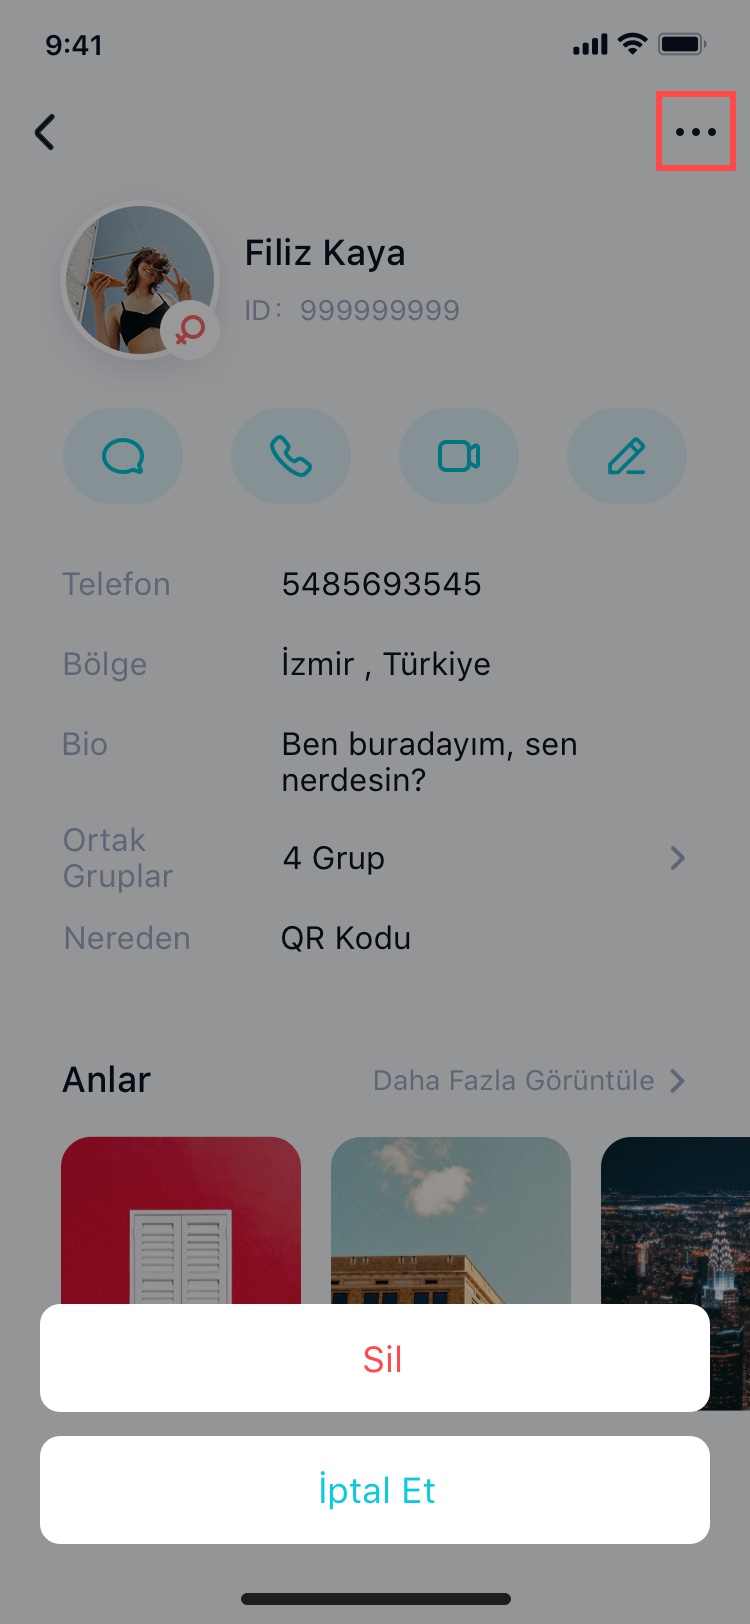 9:41
Filiz Kaya
ID: 999999999
Telefon 5485693545
Bölge İzmir , Türkiye
Bio Ben buradayım, sen
nerdesin?
Ortak
Gruplar 4 Grup
Nereden QR Kodu
Anlar Daha Fazla Görüntüle
Sil
İptal Et